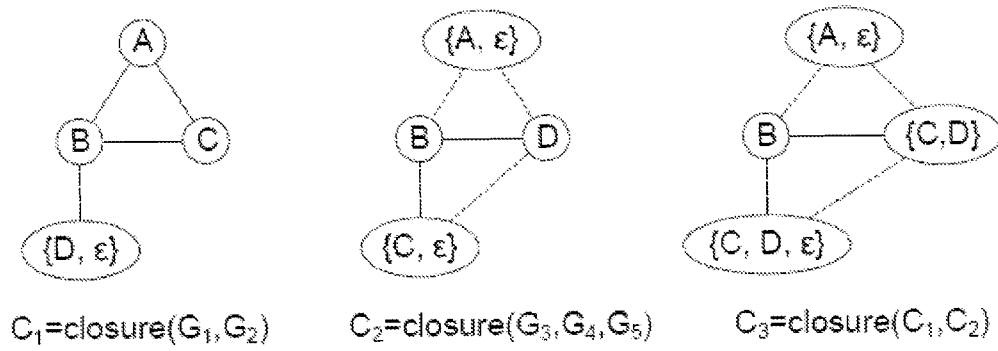 A
B
C
{D, ε}
C₁=closure(G₁,G₂)
{A, ε}
B
D
{C, ε}
C₂=closure(G₃,G₄,G₅)
{A, ε}
B
{C,D}
{C, D, ε}
C₃=closure(C₁,C₂)